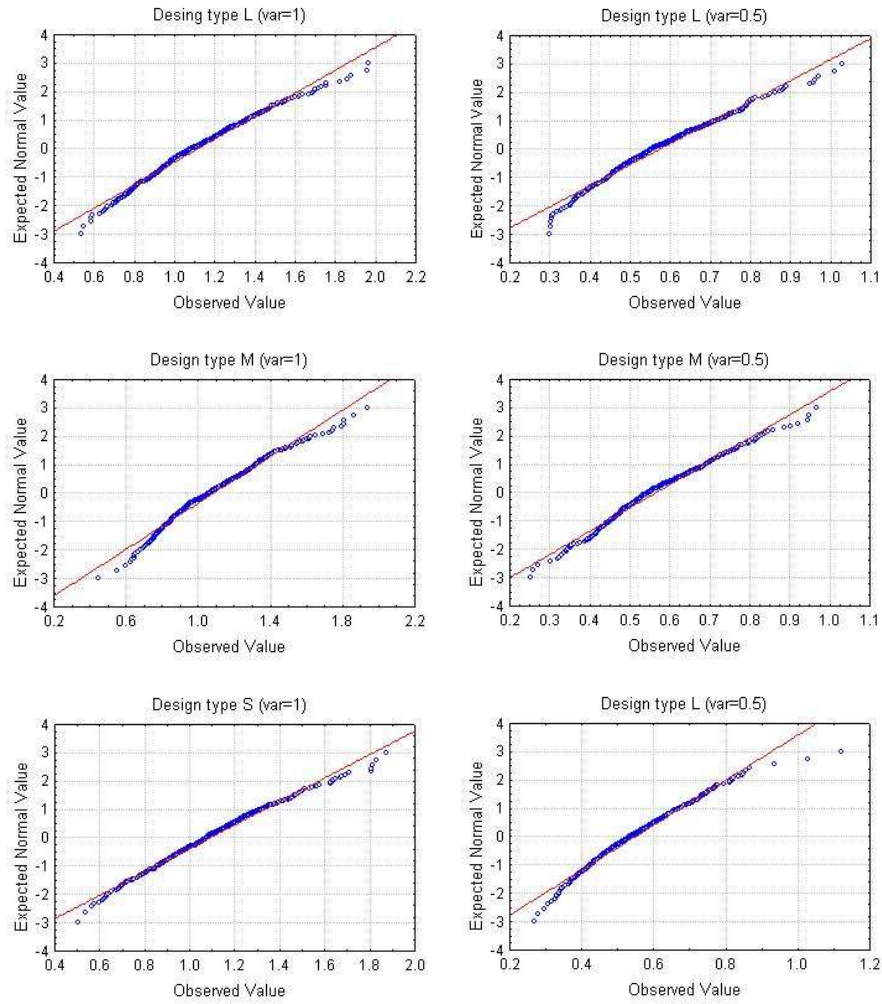 Desing type L (var=1)
Expected Normal Value
4
3
2
1
0
-1
-2
-3
-4
0.4 0.6 0.8 1.0 1.2 1.4 1.6 1.8 2.0 2.2
Observed Value
Design type L (var=0.5)
Expected Normal Value
4
3
2
1
0
-1
-2
-3
-4
0.2 0.3 0.4 0.5 0.6 0.7 0.8 0.9 1.0 1.1
Observed Value
Design type M (var=1)
Expected Normal Value
4
3
2
1
0
-1
-2
-3
-4
0.2 0.6 1.0 1.4 1.8 2.2
Observed Value
Design type M (var=0.5)
Expected Normal Value
4
3
2
1
0
-1
-2
-3
-4
0.2 0.3 0.4 0.5 0.6 0.7 0.8 0.9 1.0 1.1
Observed Value
Design type S (var=1)
Expected Normal Value
4
3
2
1
0
-1
-2
-3
-4
0.4 0.6 0.8 1.0 1.2 1.4 1.6 1.8 2.0
Observed Value
Design type L (var=0.5)
Expected Normal Value
4
3
2
1
0
-1
-2
-3
-4
0.2 0.4 0.6 0.8 1.0 1.2
Observed Value